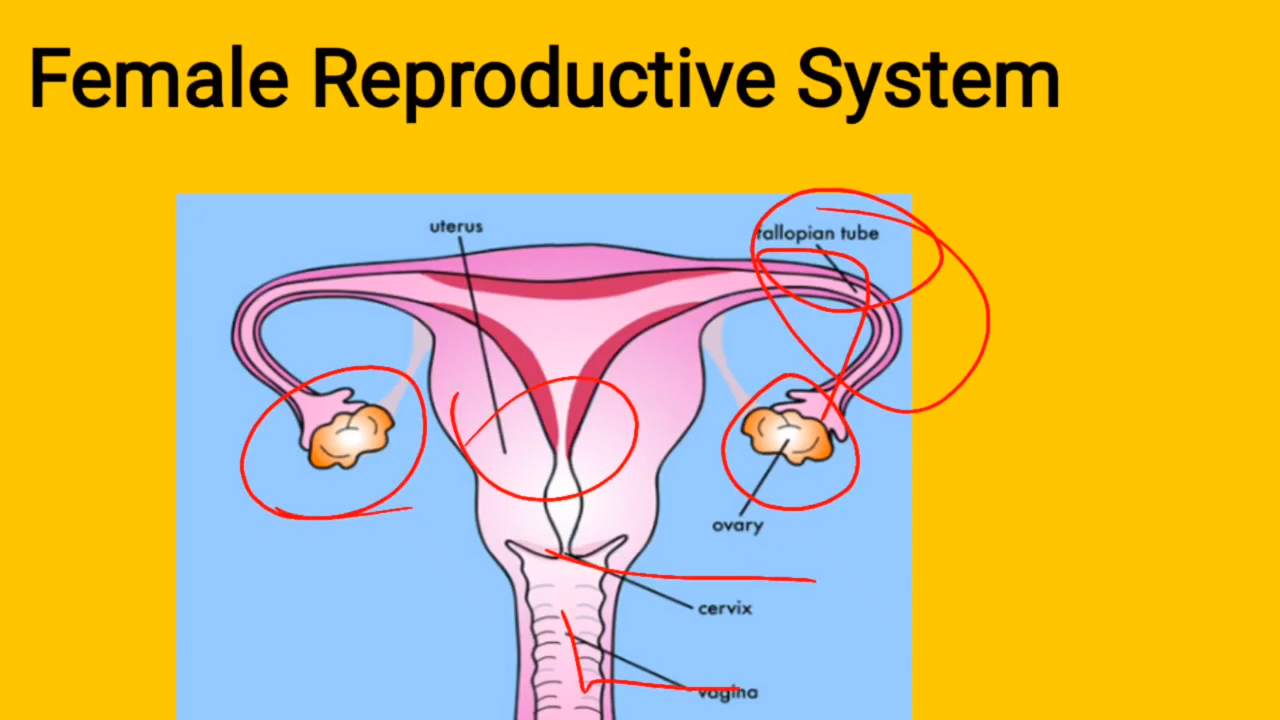 Female Reproductive System
uterus
fallopian tube
ovary
cervix
vagina